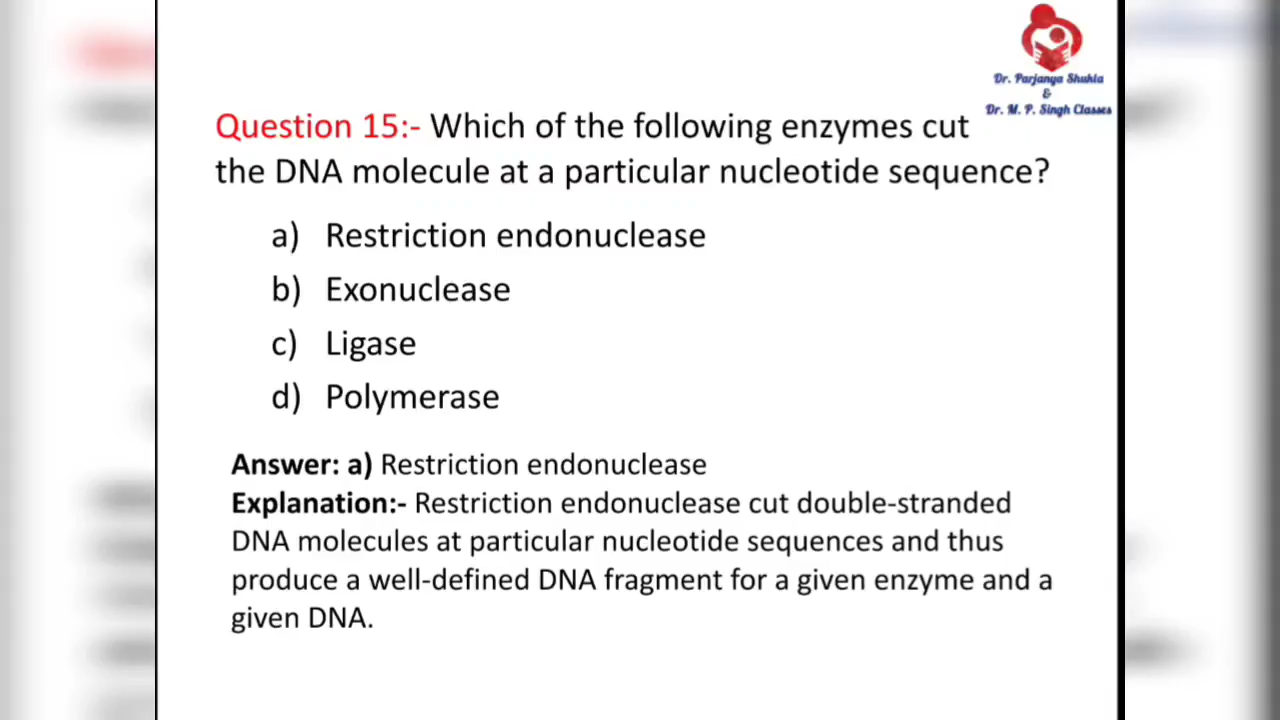 Dr. Parjanya Shukla
&
Dr. M. P. Singh Classes
Question 15:- Which of the following enzymes cut
the DNA molecule at a particular nucleotide sequence?
a) Restriction endonuclease
b) Exonuclease
c) Ligase
d) Polymerase
Answer: a) Restriction endonuclease
Explanation:- Restriction endonuclease cut double-stranded
DNA molecules at particular nucleotide sequences and thus
produce a well-defined DNA fragment for a given enzyme and a
given DNA.